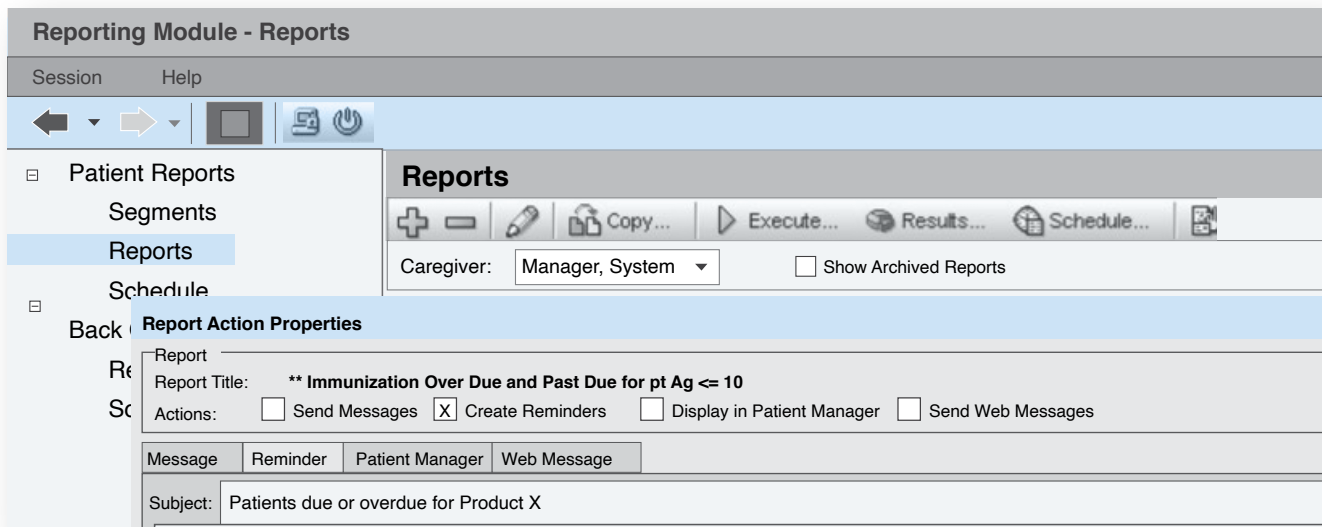 Reporting Module - Reports
Session Help
Patient Reports
Segments
Reports
Schedule
Back
Reports
Copy... Execute... Results... Schedule...
Caregiver: Manager, System Show Archived Reports
Report Action Properties
Report
Report Title: ** Immunization Over Due and Past Due for pt Ag <= 10
Actions: Send Messages X Create Reminders Display in Patient Manager Send Web Messages
Message Reminder Patient Manager Web Message
Subject: Patients due or overdue for Product X